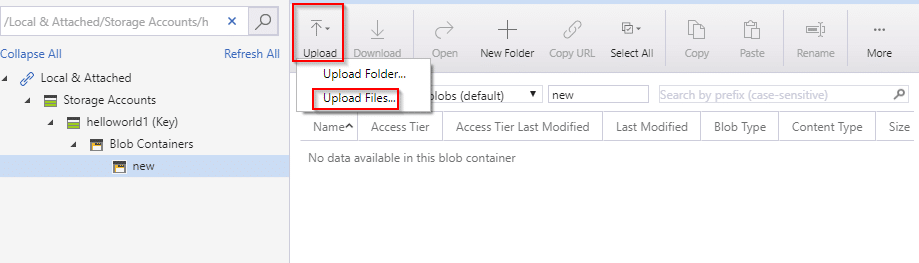 /Local & Attached/Storage Accounts/h
Collapse All
Refresh All
Local & Attached
Storage Accounts
helloworld1 (Key)
Blob Containers
new
Upload
Download
Open
New Folder
Copy URL
Select All
Copy
Paste
Rename
More
Upload Folder...
Upload Files...
blobs (default)
new
Search by prefix (case-sensitive)
Name
Access Tier
Access Tier Last Modified
Last Modified
Blob Type
Content Type
Size
No data available in this blob container